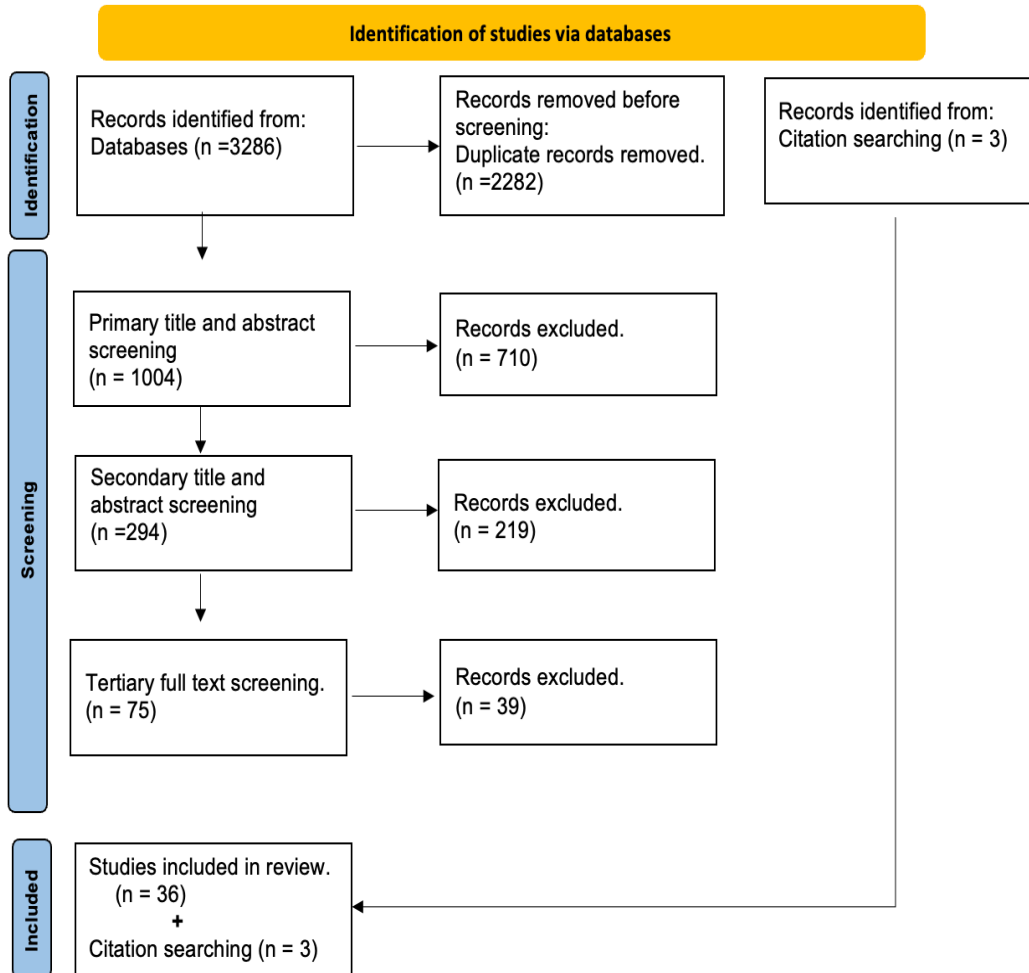 Identification of studies via databases
Identification
Records identified from:
Databases (n =3286)
Records removed before
screening:
Duplicate records removed.
(n =2282)
Records identified from:
Citation searching (n = 3)
Screening
Primary title and abstract
screening
(n = 1004)
Records excluded.
(n = 710)
Secondary title and
abstract screening
(n =294)
Records excluded.
(n = 219)
Tertiary full text screening.
(n = 75)
Records excluded.
(n = 39)
Included
Studies included in review.
(n = 36)
+
Citation searching (n = 3)